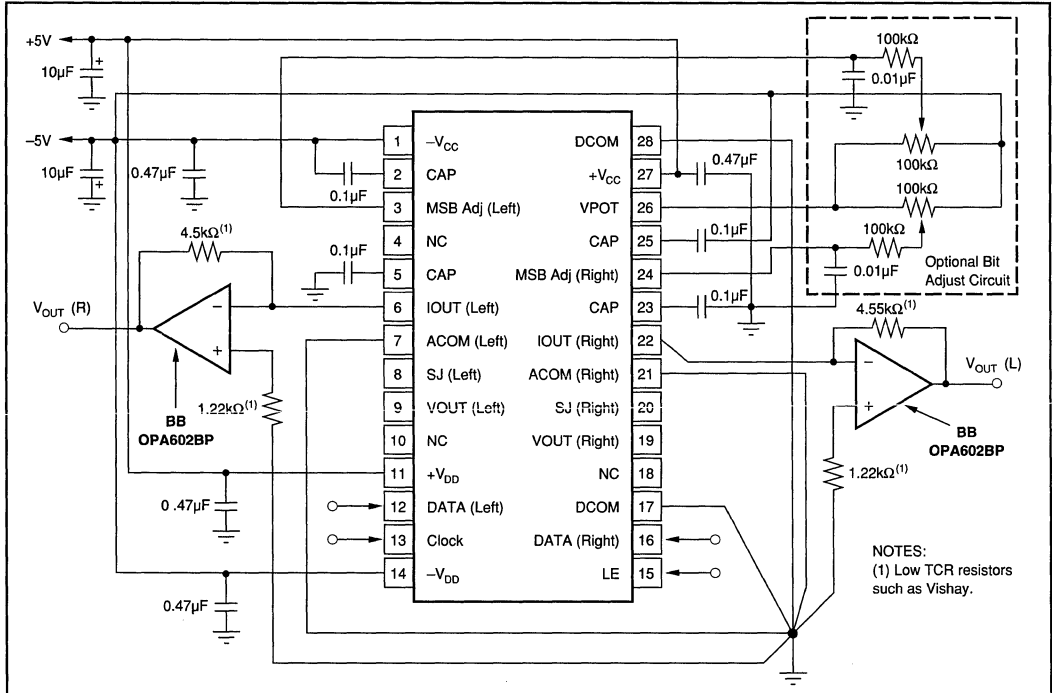 +5V
10µF
+
–5V
10µF
+
0.47µF
0.1µF
4.5kΩ(1)
0.1µF
VOUT (R)
–
+
BB
OPA602BP
1.22kΩ(1)
0 .47µF
0.47µF
1 –VCC
2 CAP
3 MSB Adj (Left)
4 NC
5 CAP
6 IOUT (Left)
7 ACOM (Left)
8 SJ (Left)
9 VOUT (Left)
10 NC
11 +VDD
12 DATA (Left)
13 Clock
14 –VDD
DCOM 28
+VCC 27
VPOT 26
CAP 25
MSB Adj (Right) 24
CAP 23
IOUT (Right) 22
ACOM (Right) 21
SJ (Right) 20
VOUT (Right) 19
NC 18
DCOM 17
DATA (Right) 16
LE 15
0.47µF
0.1µF
0.1µF
100kΩ
0.01µF
100kΩ
100kΩ
100kΩ
0.01µF
Optional Bit
Adjust Circuit
4.55kΩ(1)
–
+
VOUT (L)
BB
OPA602BP
1.22kΩ(1)
NOTES:
(1) Low TCR resistors
such as Vishay.